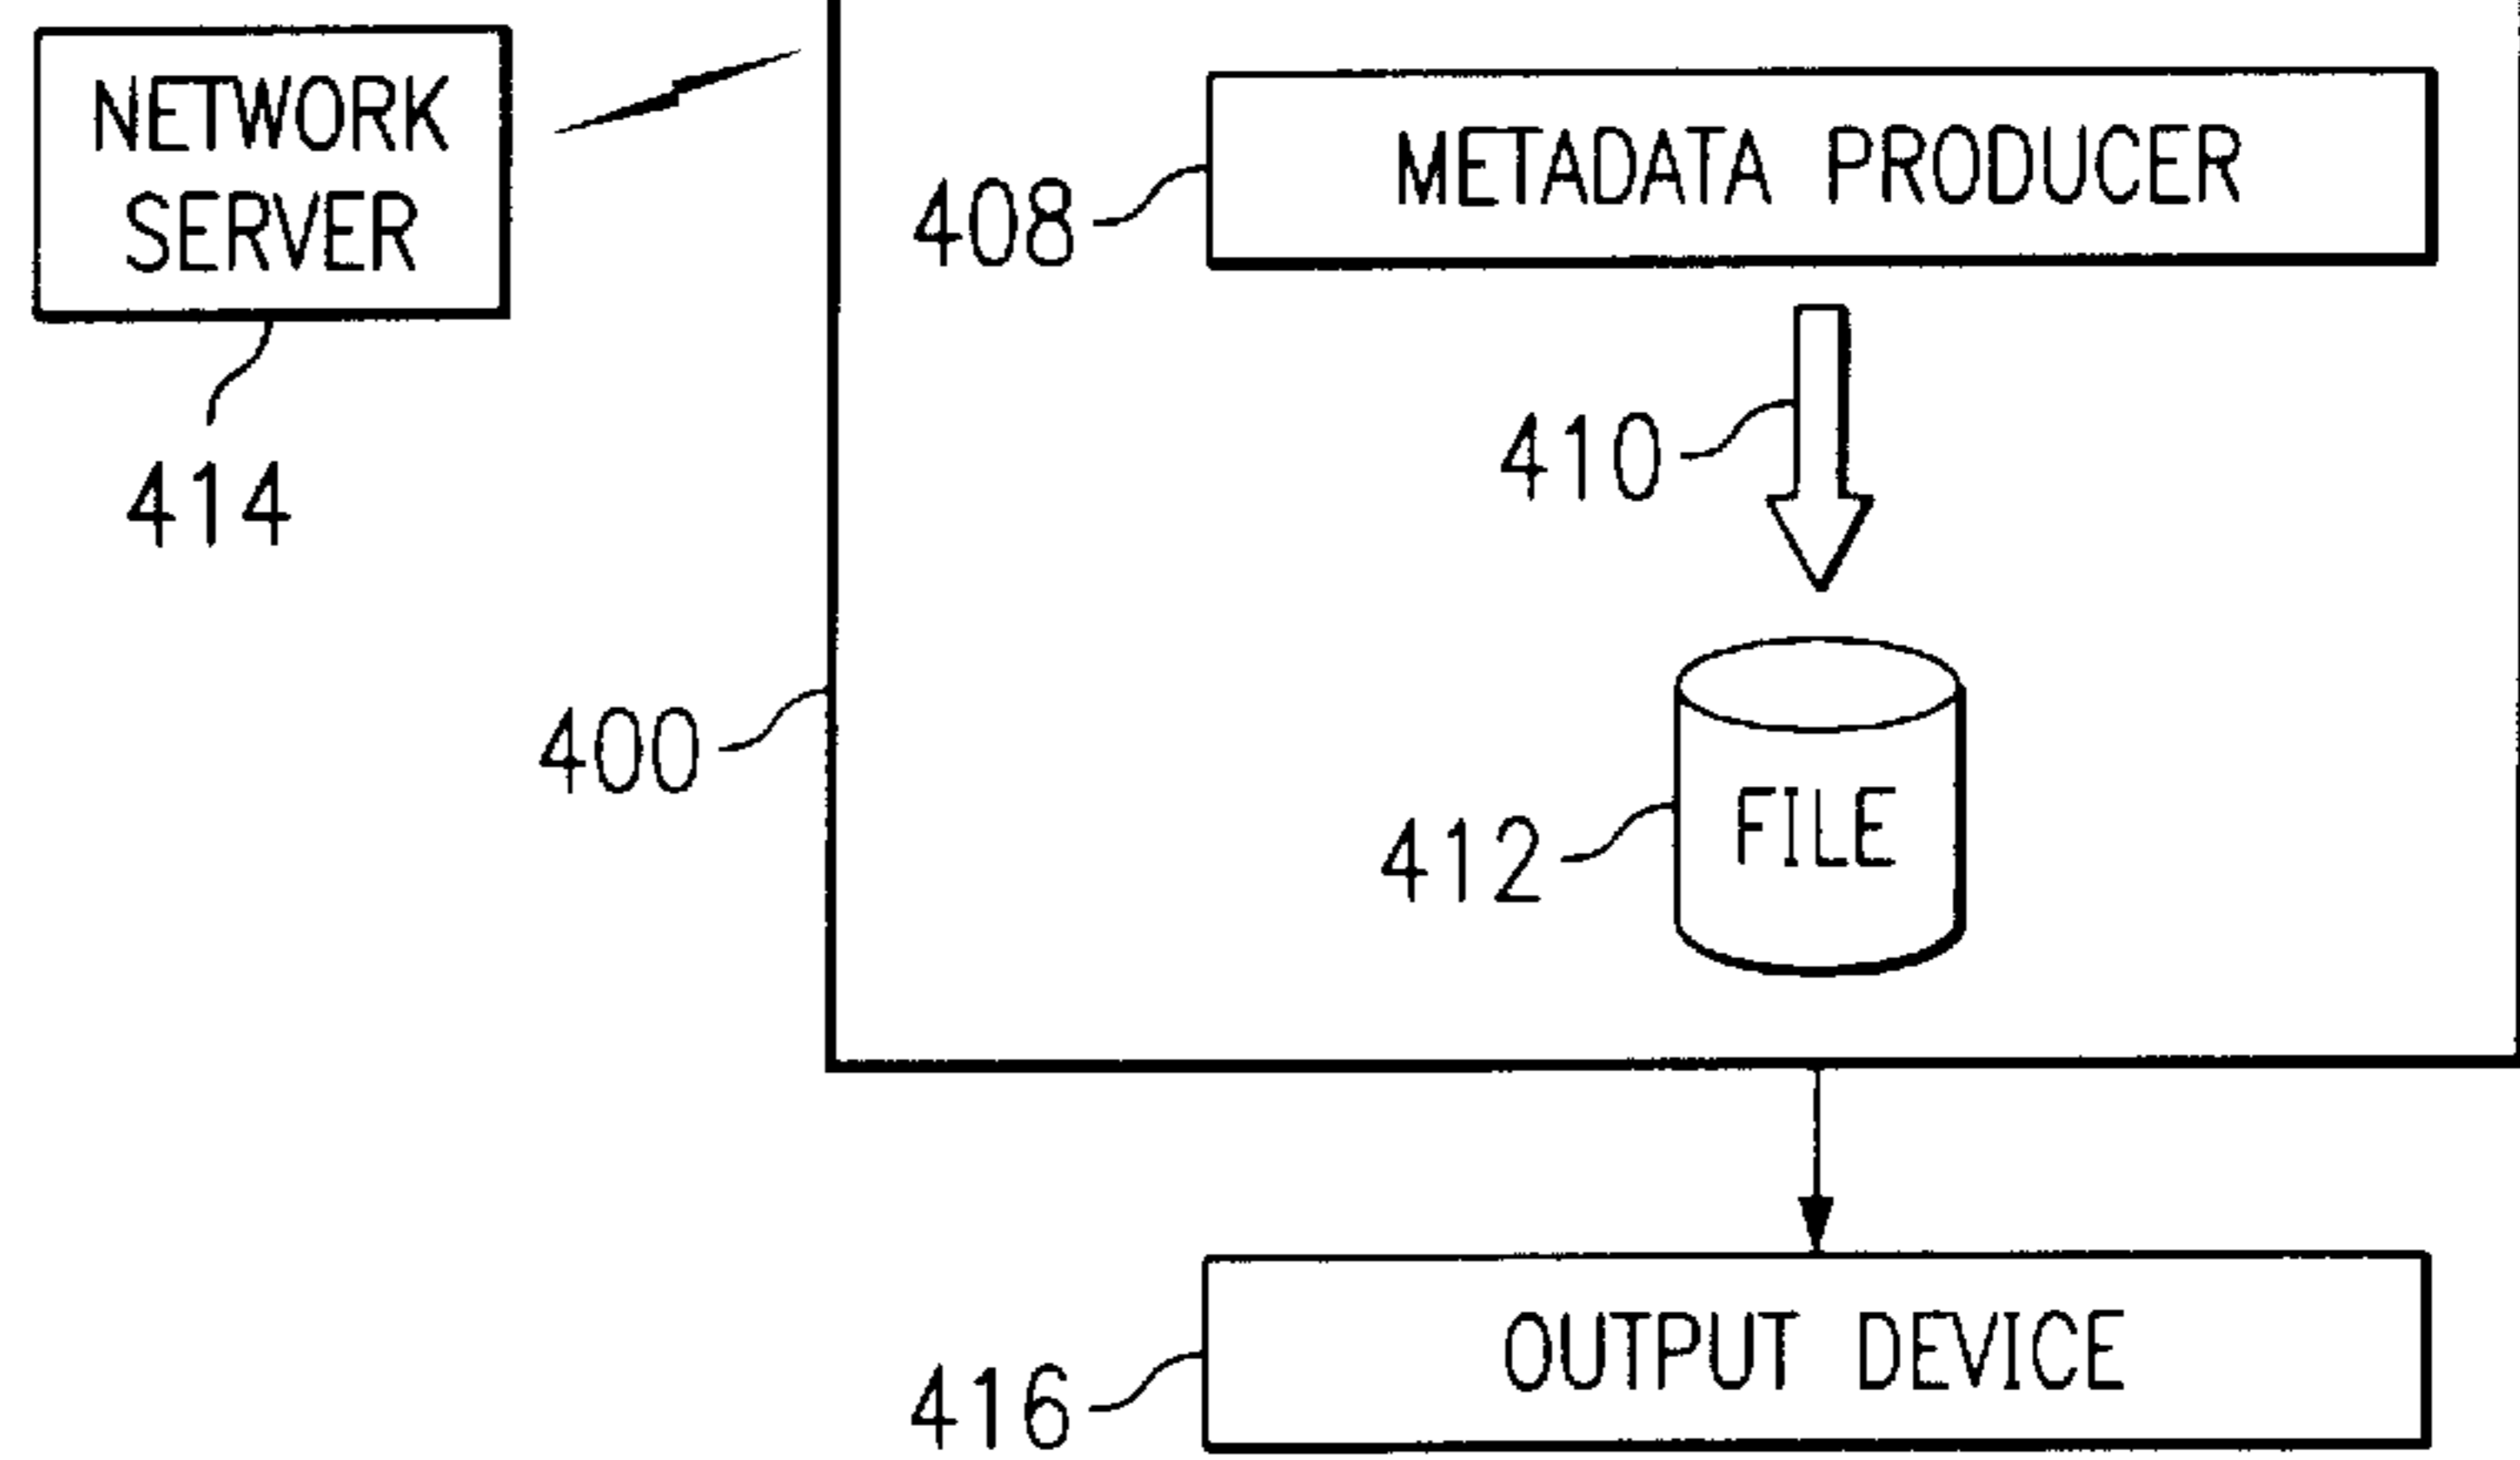 NETWORK
SERVER
414
METADATA PRODUCER
408
410
400
412
FILE
OUTPUT DEVICE
416